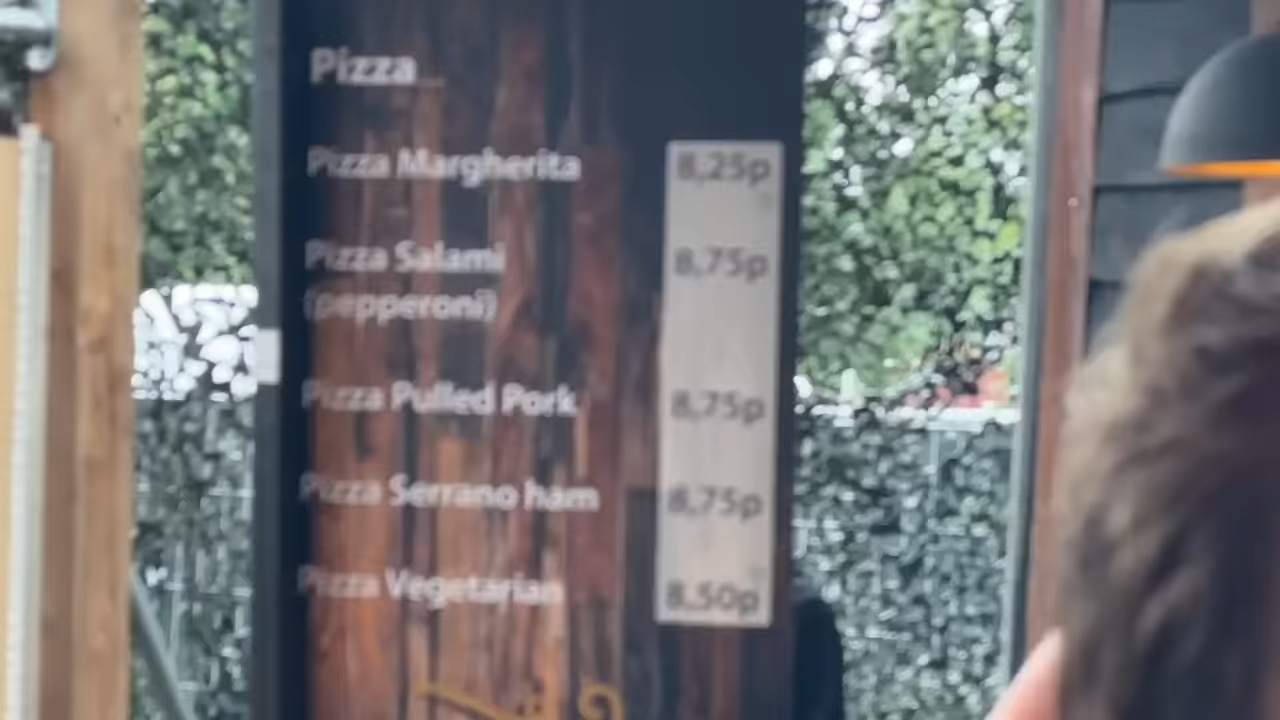 Pizza
Pizza Margherita 8,25p
Pizza Salami 8,75p
(pepperoni)
Pizza Pulled Pork 8,75p
Pizza Serrano ham 8,75p
Pizza Vegetarian 8,50p